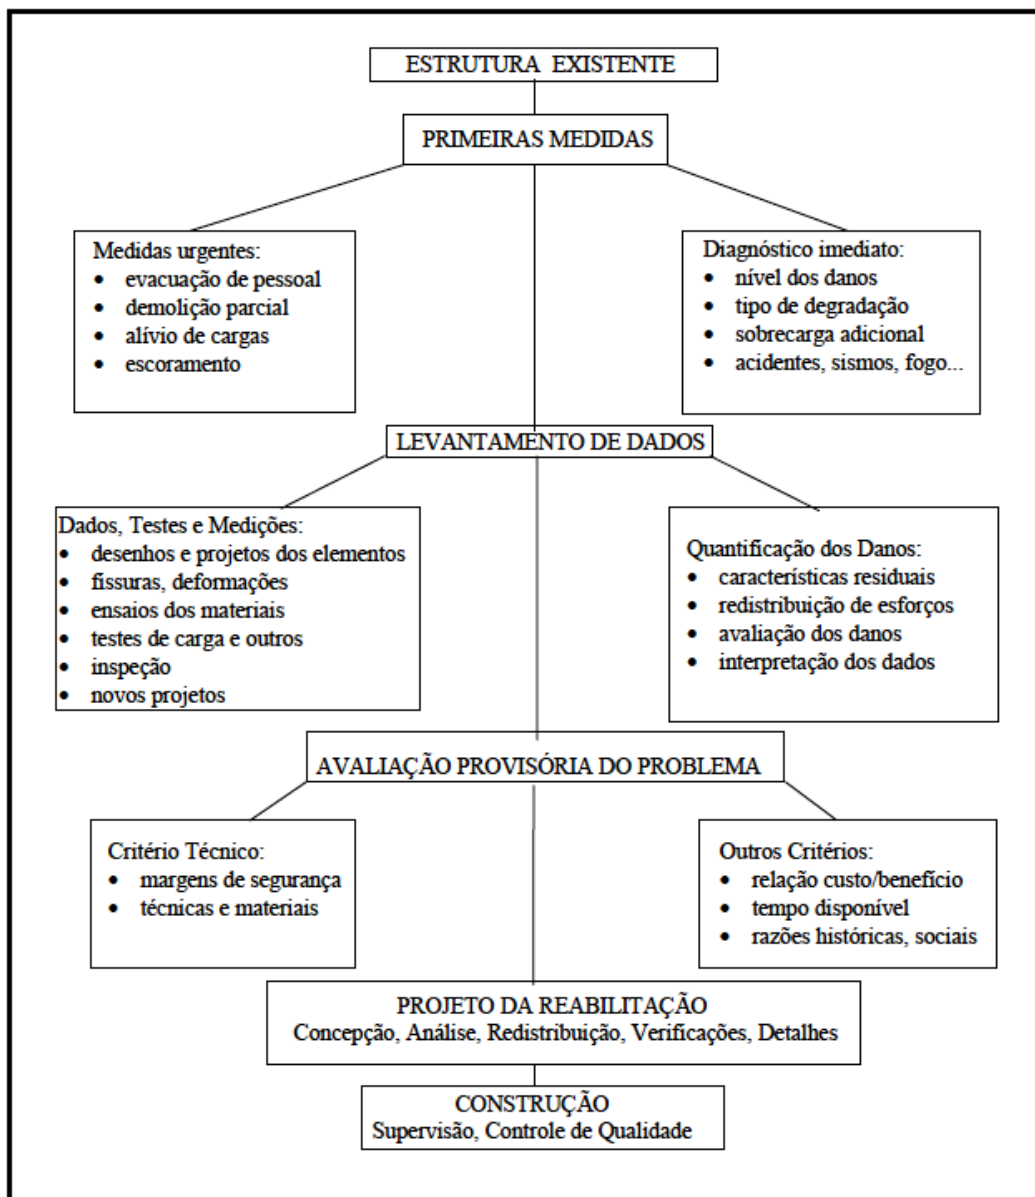 ESTRUTURA EXISTENTE
PRIMEIRAS MEDIDAS
Medidas urgentes:
• evacuação de pessoal
• demolição parcial
• alívio de cargas
• escoramento
Diagnóstico imediato:
• nível dos danos
• tipo de degradação
• sobrecarga adicional
• acidentes, sismos, fogo...
LEVANTAMENTO DE DADOS
Dados, Testes e Medições:
• desenhos e projetos dos elementos
• fissuras, deformações
• ensaios dos materiais
• testes de carga e outros
• inspeção
• novos projetos
Quantificação dos Danos:
• características residuais
• redistribuição de esforços
• avaliação dos danos
• interpretação dos dados
AVALIAÇÃO PROVISÓRIA DO PROBLEMA
Critério Técnico:
• margens de segurança
• técnicas e materiais
Outros Critérios:
• relação custo/benefício
• tempo disponível
• razões históricas, sociais
PROJETO DA REABILITAÇÃO
Concepção, Análise, Redistribuição, Verificações, Detalhes
CONSTRUÇÃO
Supervisão, Controle de Qualidade